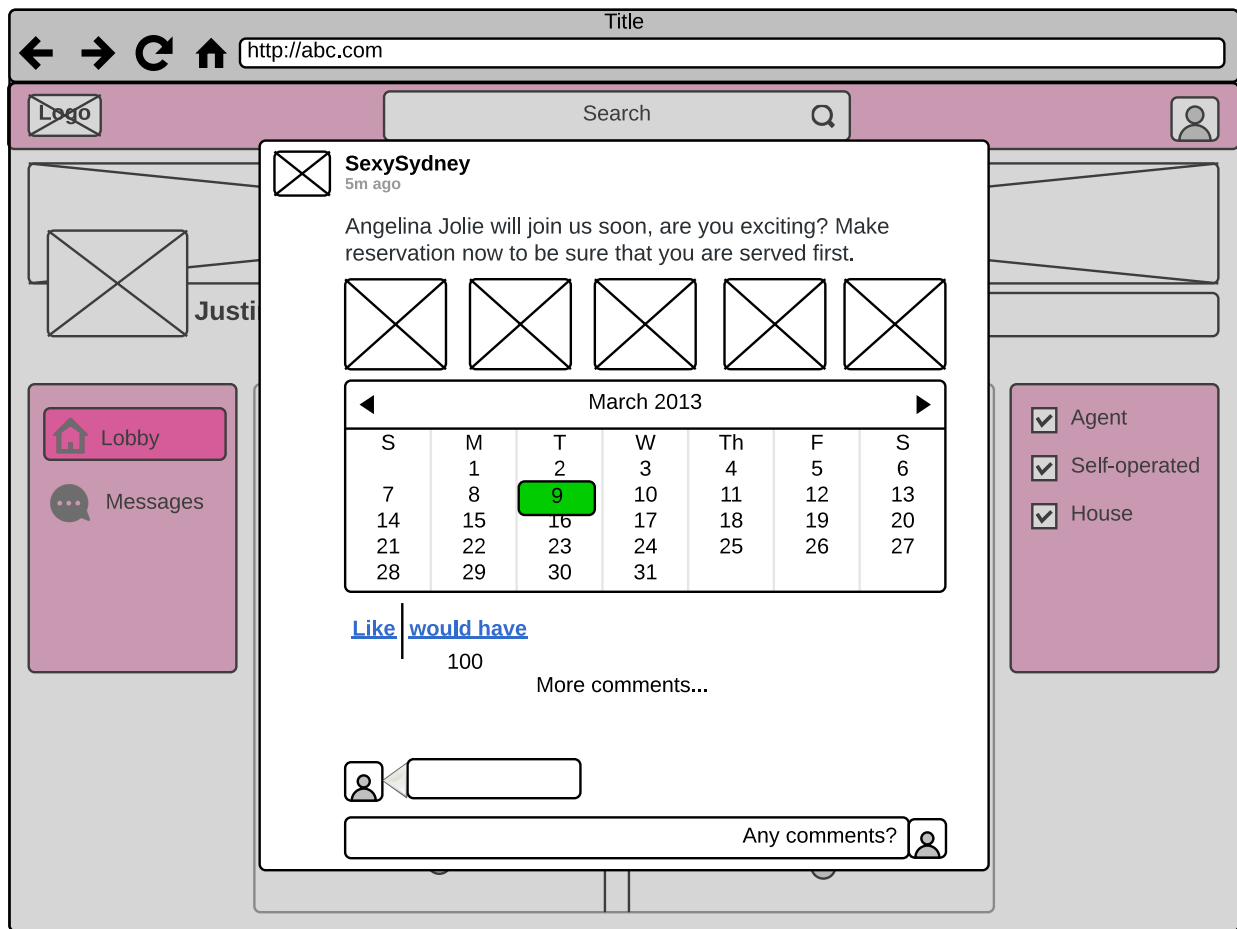 Title
http://abc.com
Logo
Search
SexySydney
5m ago
Angelina Jolie will join us soon, are you exciting? Make
reservation now to be sure that you are served first.
Justi
March 2013
S M T W Th F S
1 2 3 4 5 6
7 8 9 10 11 12 13
14 15 16 17 18 19 20
21 22 23 24 25 26 27
28 29 30 31
Lobby
Messages
Agent
Self-operated
House
Like would have
100
More comments...
Any comments?